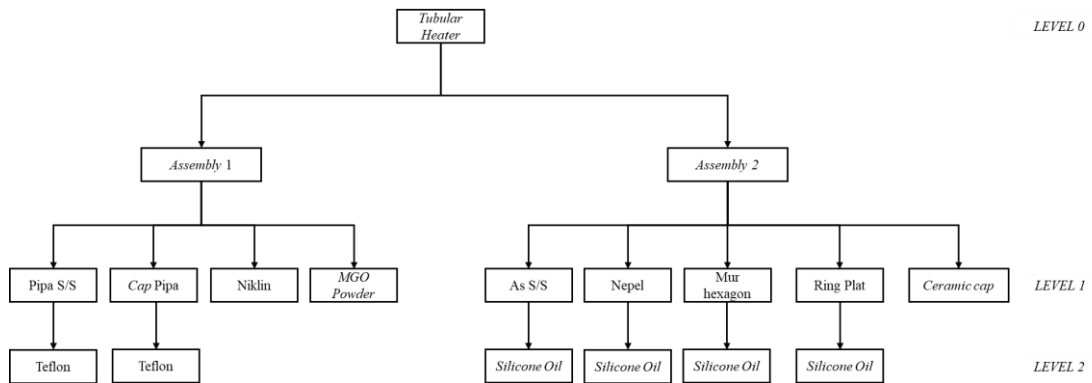 Tubular
Heater
LEVEL 0
Assembly 1
Assembly 2
Pipa S/S
Cap Pipa
Niklin
MGO
Powder
As S/S
Nepel
Mur
hexagon
Ring Plat
Ceramic cap
LEVEL 1
Teflon
Teflon
Silicone Oil
Silicone Oil
Silicone Oil
Silicone Oil
LEVEL 2